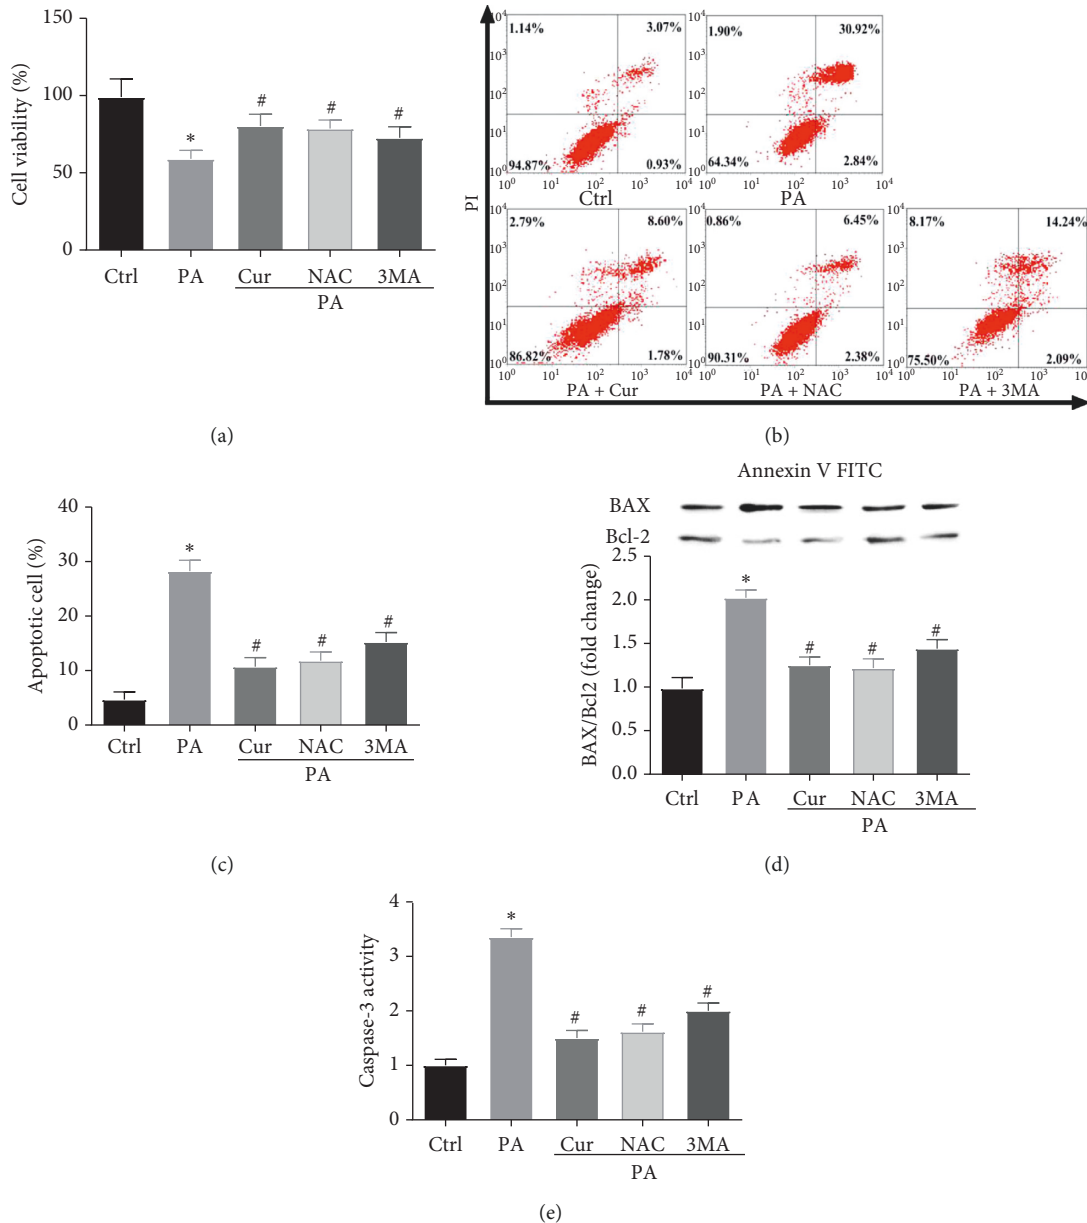 150
100
50
0
Cell viability (%)
*
#
#
#
Ctrl
PA
Cur
NAC
3MA
PA
(a)
PI
10⁴
10³
10²
10¹
10⁰
1.14%
3.07%
94.87%
0.93%
10⁰
10¹
10²
10³
10⁴
Ctrl
10⁴
10³
10²
10¹
10⁰
1.90%
30.92%
64.34%
2.84%
10⁰
10¹
10²
10³
10⁴
PA
10⁴
10³
10²
10¹
10⁰
2.79%
8.60%
86.82%
1.78%
10⁰
10¹
10²
10³
10⁴
PA + Cur
10⁴
10³
10²
10¹
10⁰
0.86%
6.45%
90.31%
2.38%
10⁰
10¹
10²
10³
10⁴
PA + NAC
10⁴
10³
10²
10¹
10⁰
8.17%
14.24%
75.50%
2.09%
10⁰
10¹
10²
10³
10⁴
PA + 3MA
(b)
Annexin V FITC
40
30
20
10
0
Apoptotic cell (%)
*
#
#
#
Ctrl
PA
Cur
NAC
3MA
PA
(c)
BAX
Bcl-2
2.5
2.0
1.5
1.0
0.5
0.0
BAX/Bcl2 (fold change)
*
#
#
#
Ctrl
PA
Cur
NAC
3MA
PA
(d)
4
3
2
1
0
Caspase-3 activity
*
#
#
#
Ctrl
PA
Cur
NAC
3MA
PA
(e)